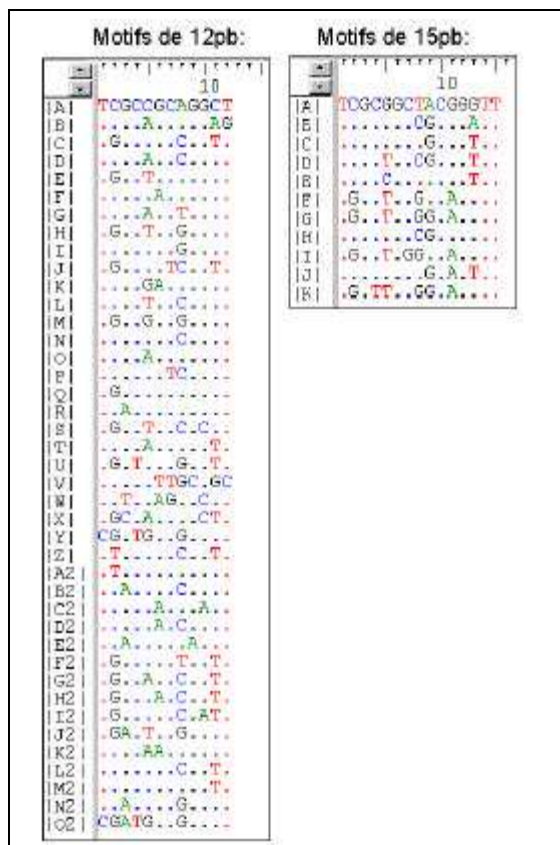 Motifs de 12pb:
10
|A| TCGCCGCAGGCT
|B| ....A.....AG
|C| .G.....C..T.
|D| ....A..C....
|E| .G..T.......
|F| .....A......
|G| ....A..T....
|H| .G..T..G....
|I| .......G....
|J| .G....TC..T.
|K| ....GA......
|L| ....T..C....
|M| .G..G..G....
|N| .......C....
|O| ....A.......
|P| ......TC....
|Q| .G..........
|R| ..A.........
|S| .G..T..C.C..
|T| ....A.....T.
|U| .G.T...G..T.
|V| .....TTGC.GC
|W| ..T..AG..C..
|X| .GC.A....CT.
|Y| CG.TG..G....
|Z| .T.....C..T.
|A2| .T..........
|B2| ..A....C....
|C2| .....A...A..
|D2| .....A.C....
|E2| ..A.....A...
|F2| .G.....T..T.
|G2| .G..A..C..T.
|H2| .G...A.C..T.
|I2| .G.....C.AT.
|J2| .GA.T..G....
|K2| ....AA......
|L2| .......C..T.
|M2| ..........T.
|N2| ..A....G....
|O2| CGATG..G....
Motifs de 15pb:
10
|A| TCGCGGCTACGGGTT
|B| .......CG...A..
|C| ........G...T..
|D| ....T..CG...T..
|E| ....C.......T..
|F| .G..T..G..A....
|G| .G..T..GG.A....
|H| .......CG......
|I| .G..T.GG..A....
|J| ........G.A.T..
|K| .G.TT..GG.A....